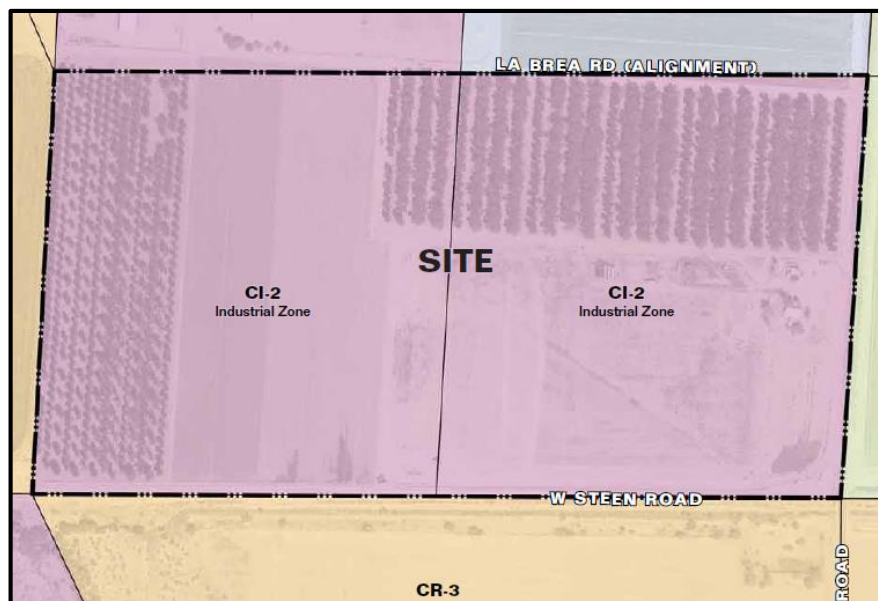 LA BREA RD (ALIGNMENT)
SITE
CI-2
Industrial Zone
CI-2
Industrial Zone
W STEEN ROAD
CR-3
ROAD